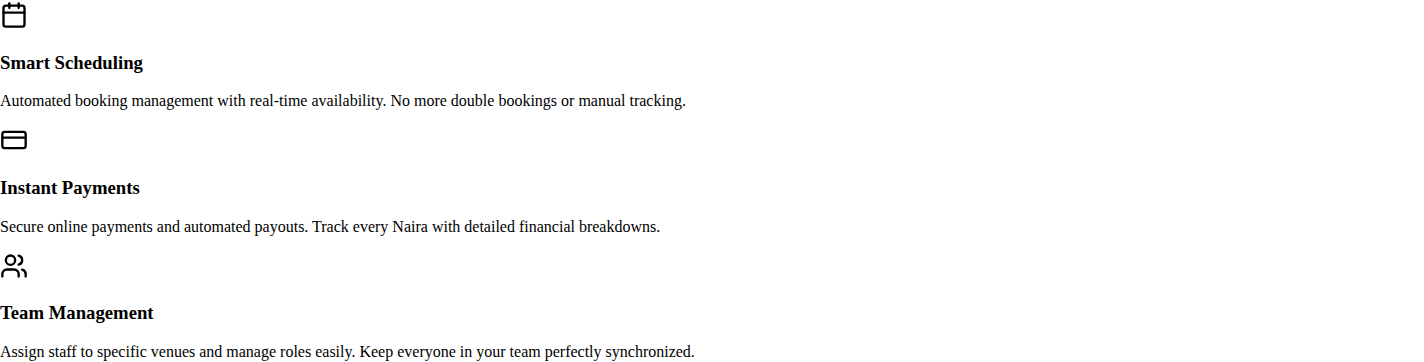 Smart Scheduling
Automated booking management with real-time availability. No more double bookings or manual tracking.
Instant Payments
Secure online payments and automated payouts. Track every Naira with detailed financial breakdowns.
Team Management
Assign staff to specific venues and manage roles easily. Keep everyone in your team perfectly synchronized.